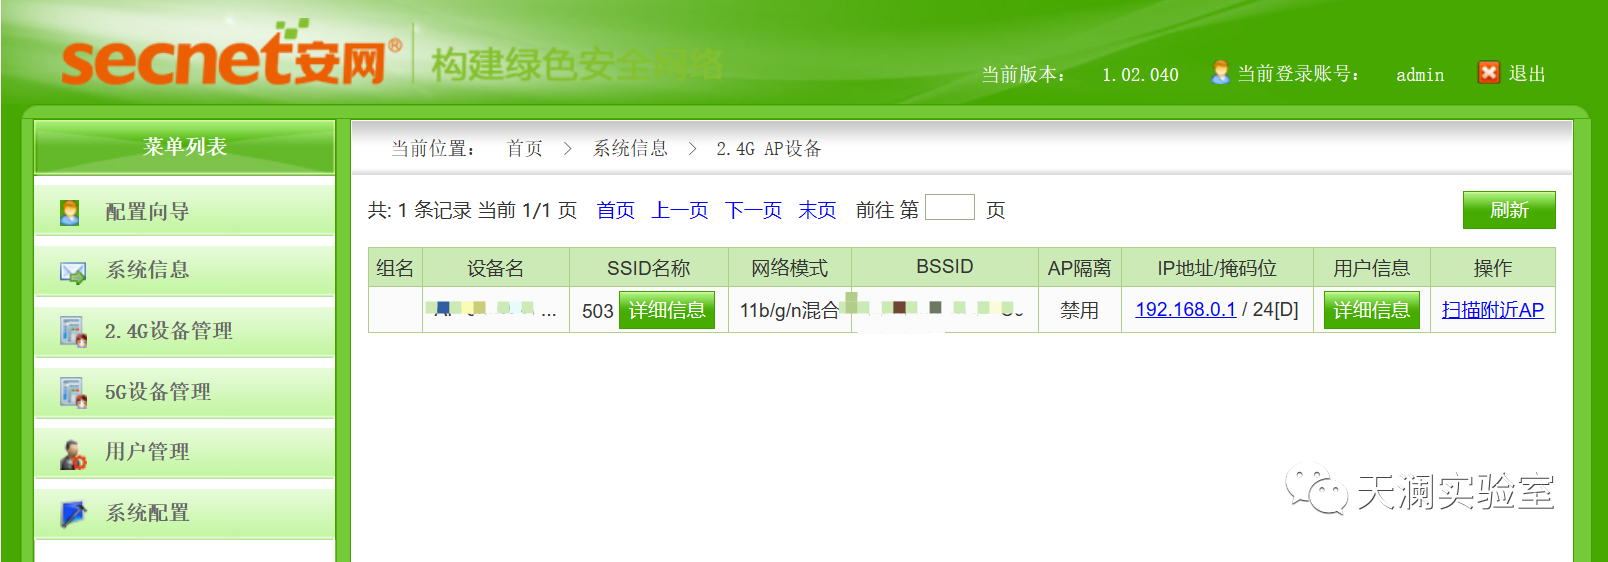 secnet安网®
构建绿色安全网络
当前版本： 1.02.040 当前登录账号： admin 退出
菜单列表
配置向导
系统信息
2.4G设备管理
5G设备管理
用户管理
系统配置
当前位置： 首页 > 系统信息 > 2.4G AP设备
共: 1 条记录 当前 1/1 页 首页 上一页 下一页 末页 前往 第 页
刷新
组名 设备名 SSID名称 网络模式 BSSID AP隔离 IP地址/掩码位 用户信息 操作
... 503 详细信息 11b/g/n混合 禁用 192.168.0.1 / 24[D] 详细信息 扫描附近AP
天澜实验室